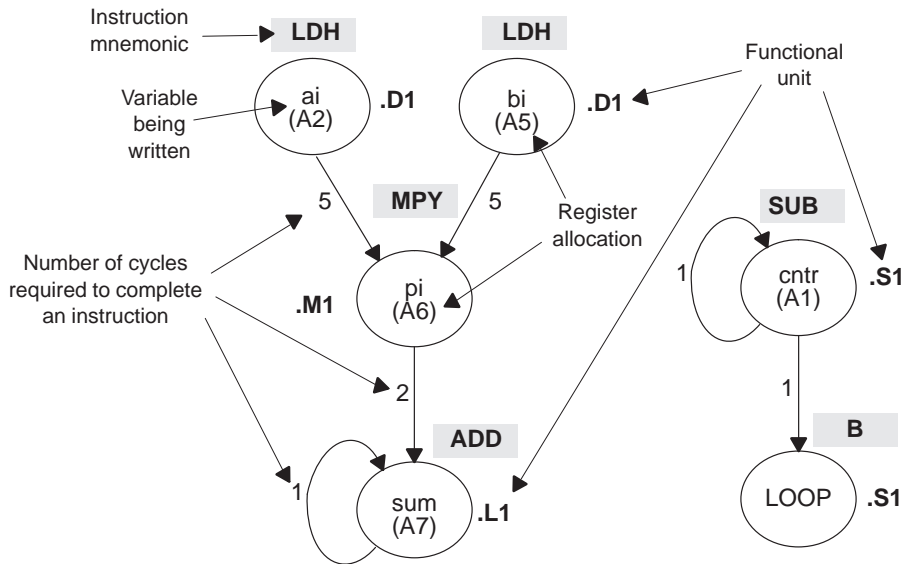 Instruction
mnemonic
LDH
LDH
Functional
unit
Variable
being
written
ai
(A2)
.D1
bi
(A5)
.D1
5
MPY
5
Register
allocation
SUB
Number of cycles
required to complete
an instruction
.M1
pi
(A6)
1
cntr
(A1)
.S1
2
1
ADD
B
1
sum
(A7)
.L1
LOOP
.S1